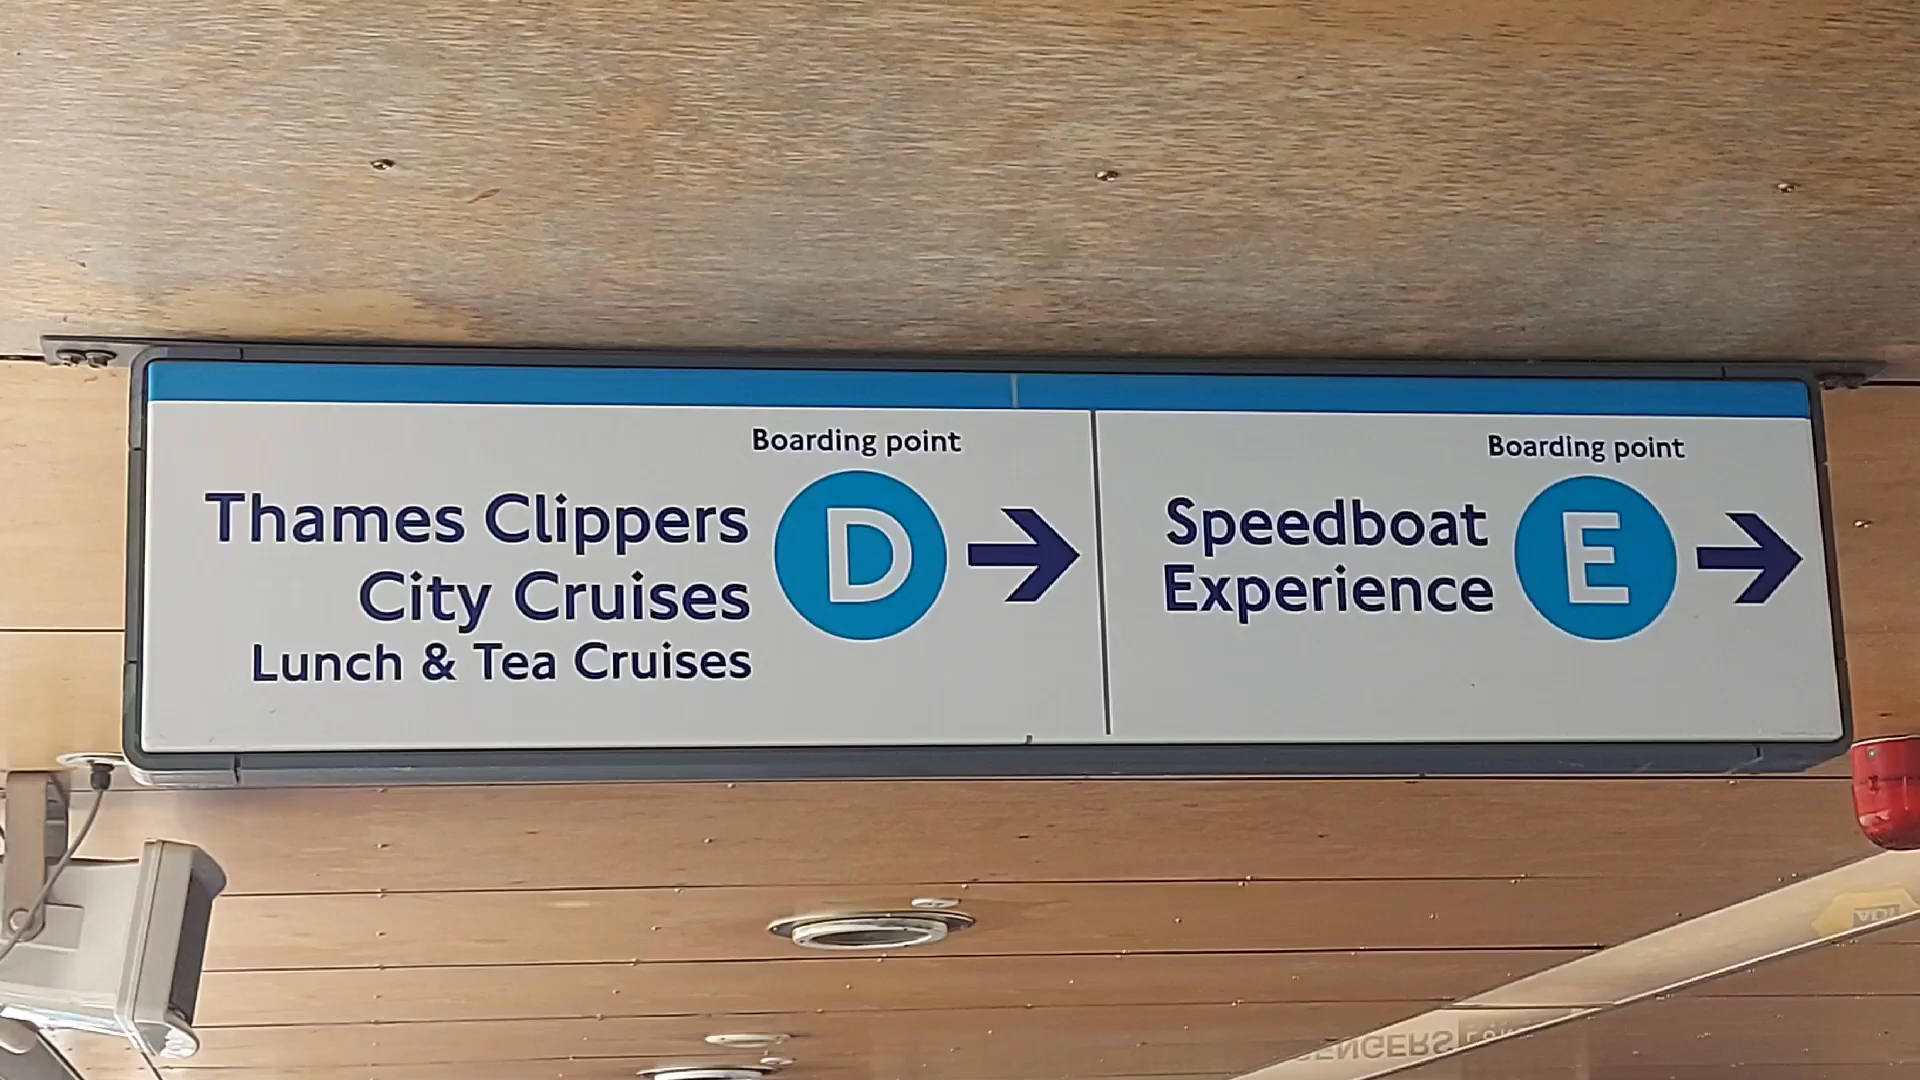 Boarding point
Thames Clippers
City Cruises
Lunch & Tea Cruises
D
Boarding point
Speedboat
Experience
E